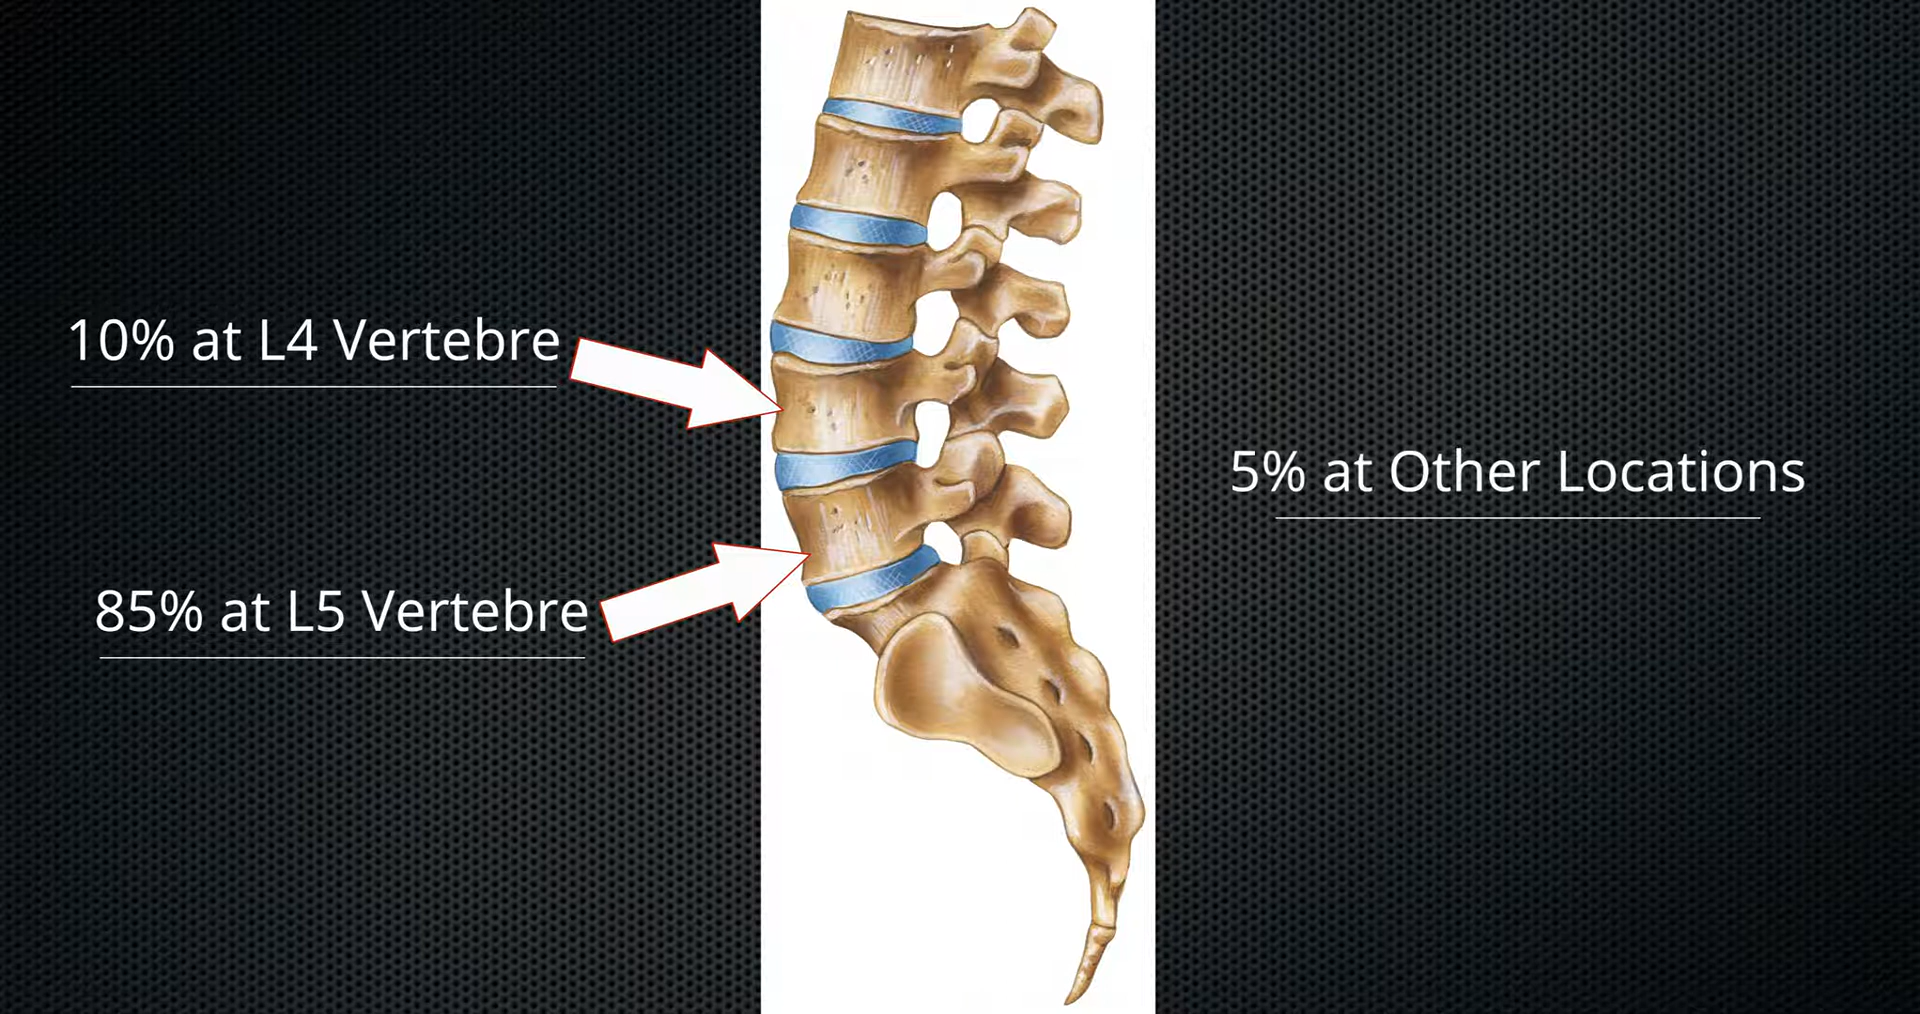 10% at L4 Vertebre
85% at L5 Vertebre
5% at Other Locations